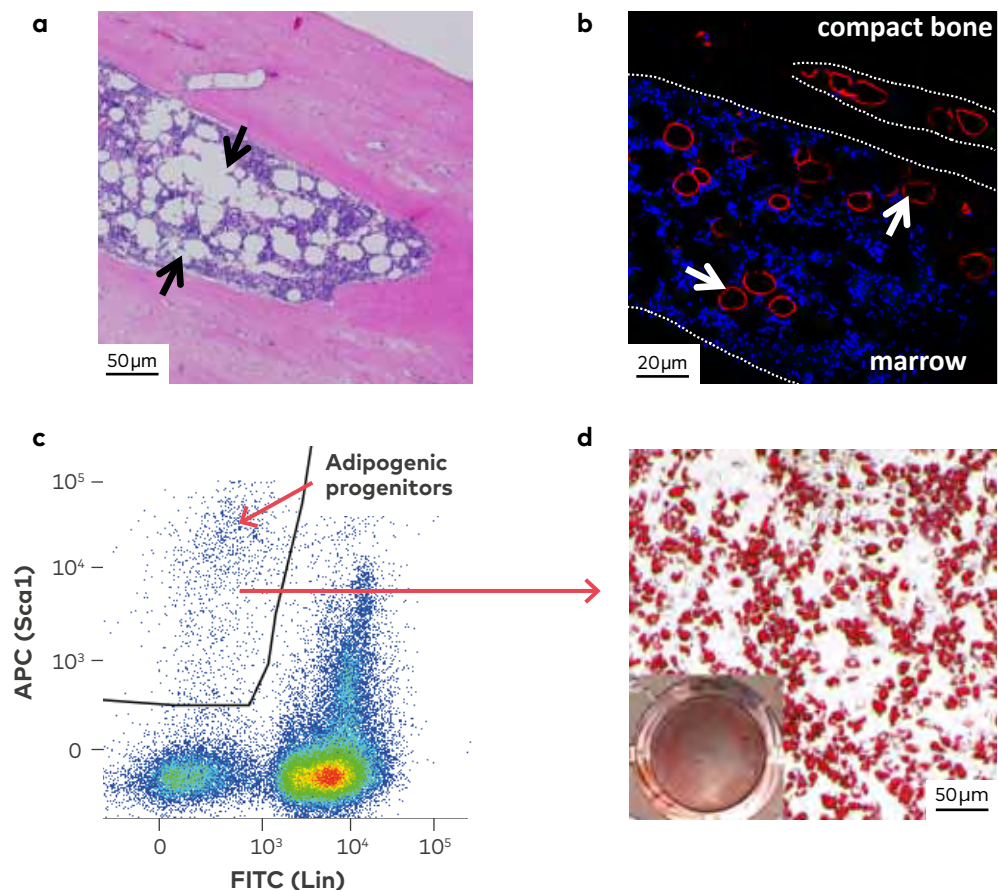 a
50µm
b
compact bone
marrow
20µm
c
Adipogenic
progenitors
10⁵
10⁴
10³
0
APC (Sca1)
0
10³
10⁴
10⁵
FITC (Lin)
d
50µm